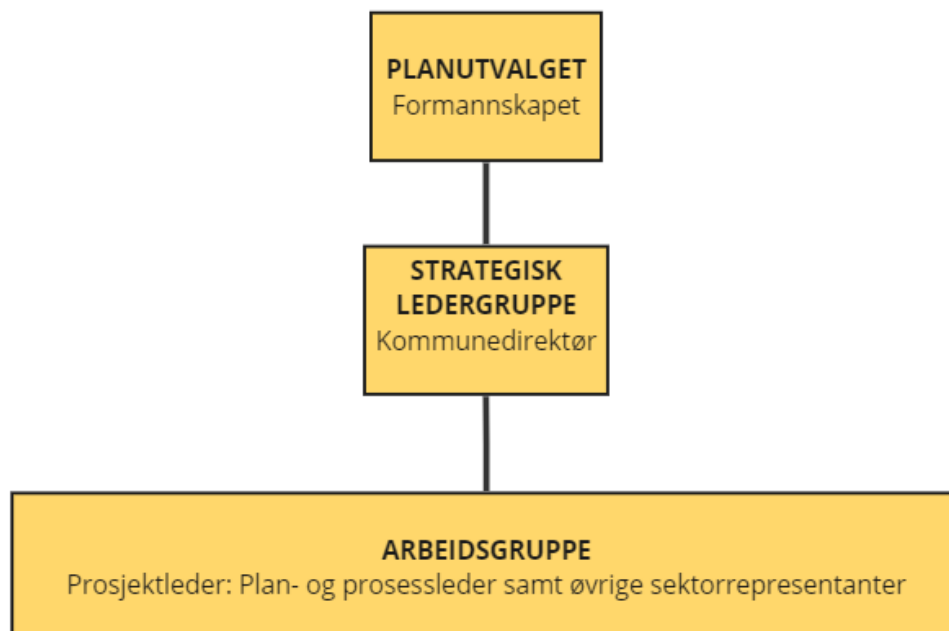 PLANUTVALGET
Formannskapet
STRATEGISK
LEDERGRUPPE
Kommunedirektør
ARBEIDSGRUPPE
Prosjektleder: Plan- og prosessleder samt øvrige sektorrepresentanter